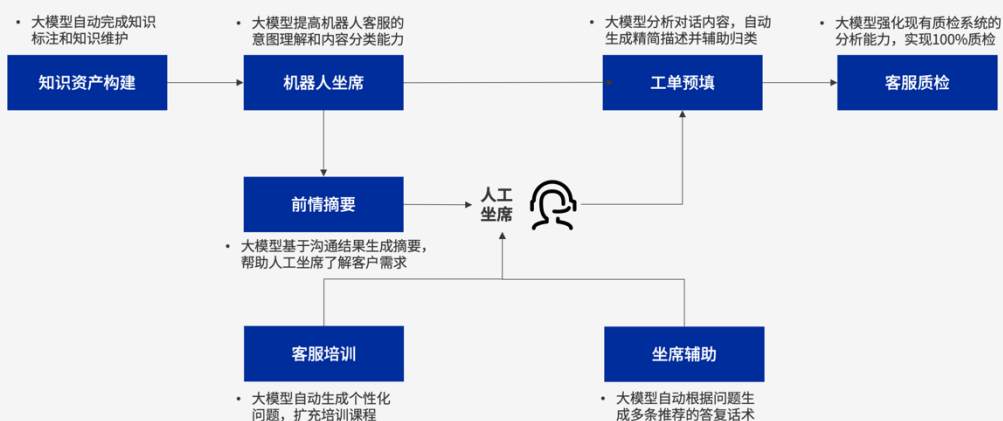 • 大模型自动完成知识
标注和知识维护
• 大模型提高机器人客服的
意图理解和内容分类能力
• 大模型分析对话内容，自动
生成精简描述并辅助归类
• 大模型强化现有质检系统的
分析能力，实现100%质检
知识资产构建
机器人坐席
工单预填
客服质检
前情摘要
人工
坐席
• 大模型基于沟通结果生成摘要，
帮助人工坐席了解客户需求
客服培训
坐席辅助
• 大模型自动生成个性化
问题，扩充培训课程
• 大模型自动根据问题生
成多条推荐的答复话术